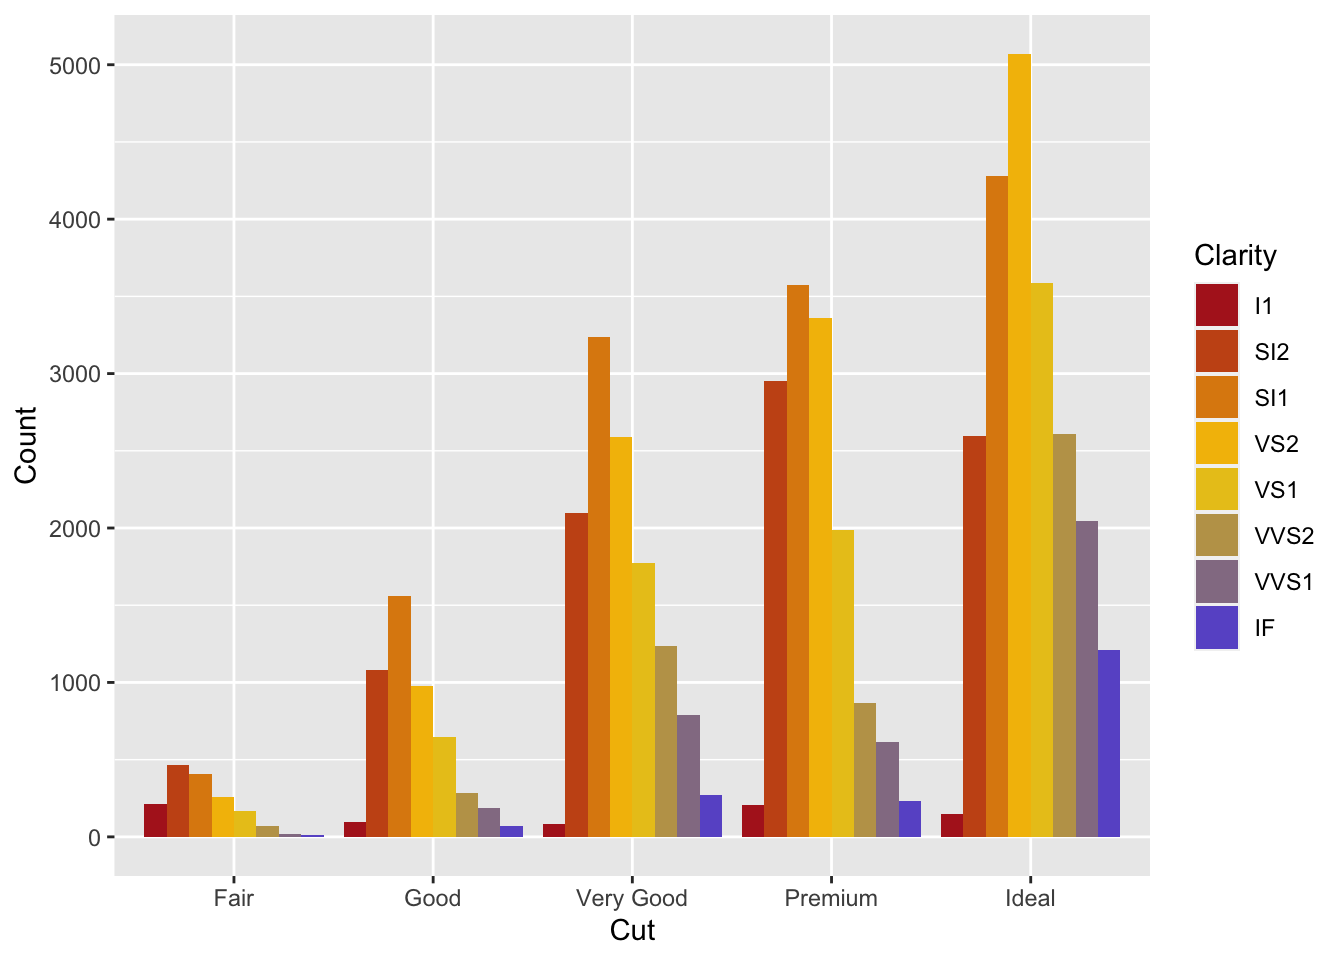 5000
4000
3000
2000
1000
0
Count
Fair
Good
Very Good
Premium
Ideal
Cut
Clarity
I1
SI2
SI1
VS2
VS1
VVS2
VVS1
IF